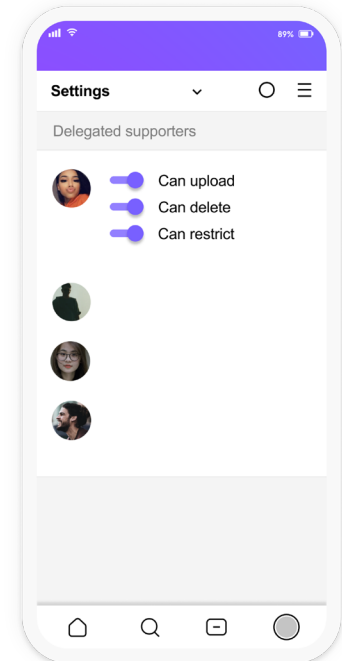 89%
Settings
Delegated supporters
Can upload
Can delete
Can restrict